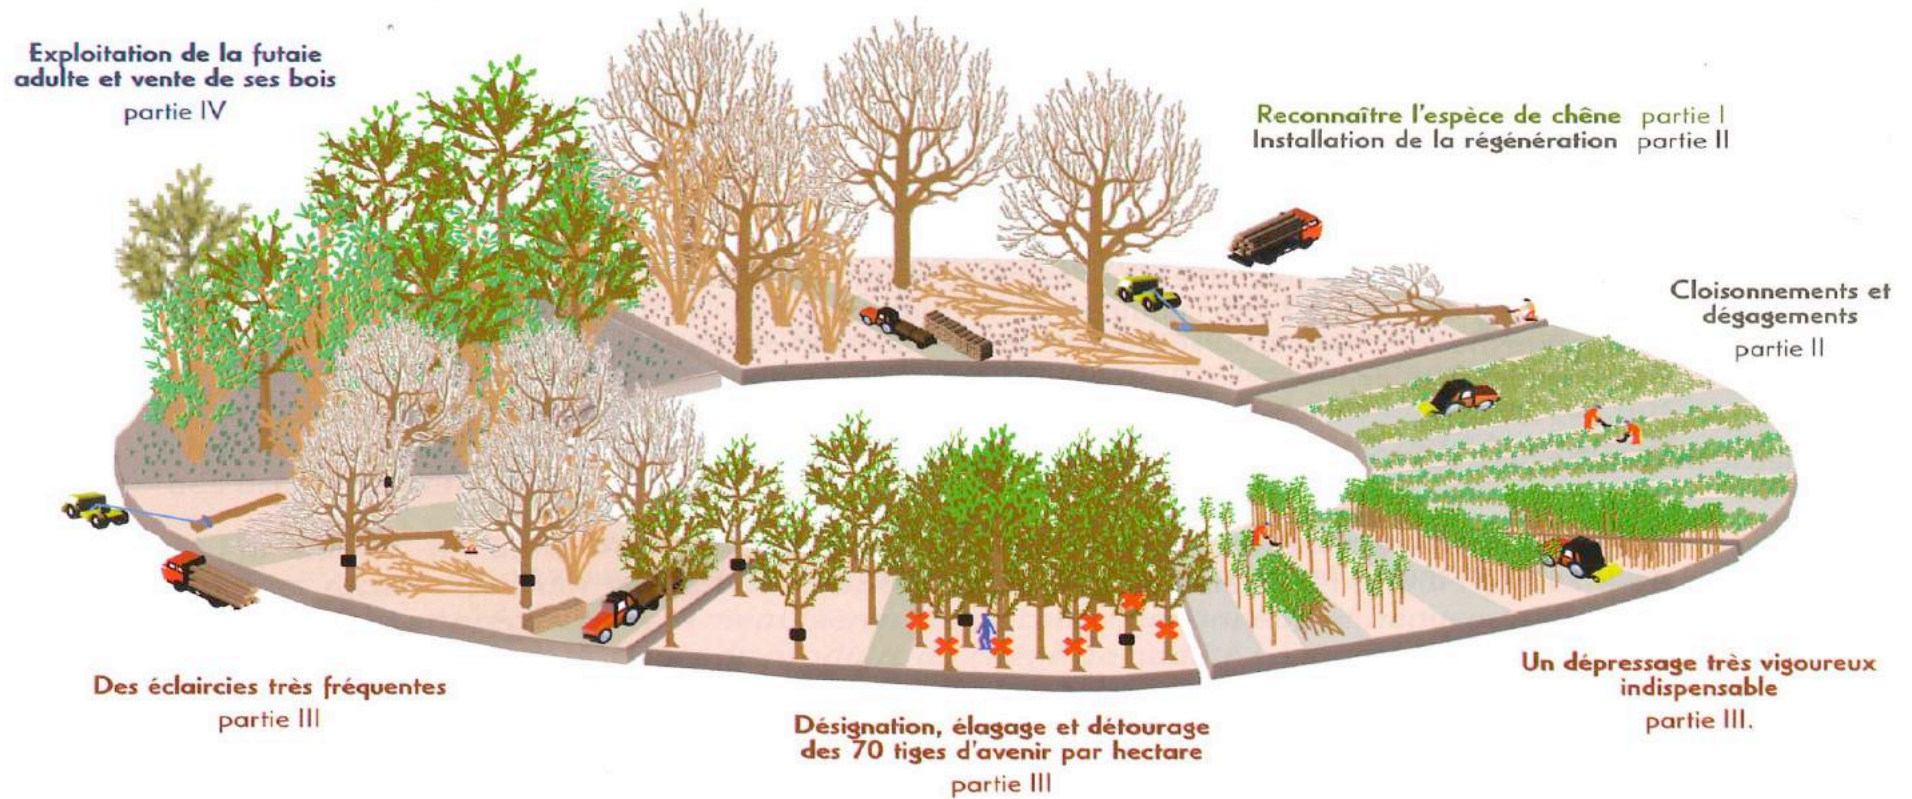 Exploitation de la futaie
adulte et vente de ses bois
partie IV
Reconnaître l'espèce de chêne partie I
Installation de la régénération partie II
Cloisonnements et
dégagements
partie II
Un dépressage très vigoureux
indispensable
partie III.
Désignation, élagage et détourage
des 70 tiges d'avenir par hectare
partie III
Des éclaircies très fréquentes
partie III